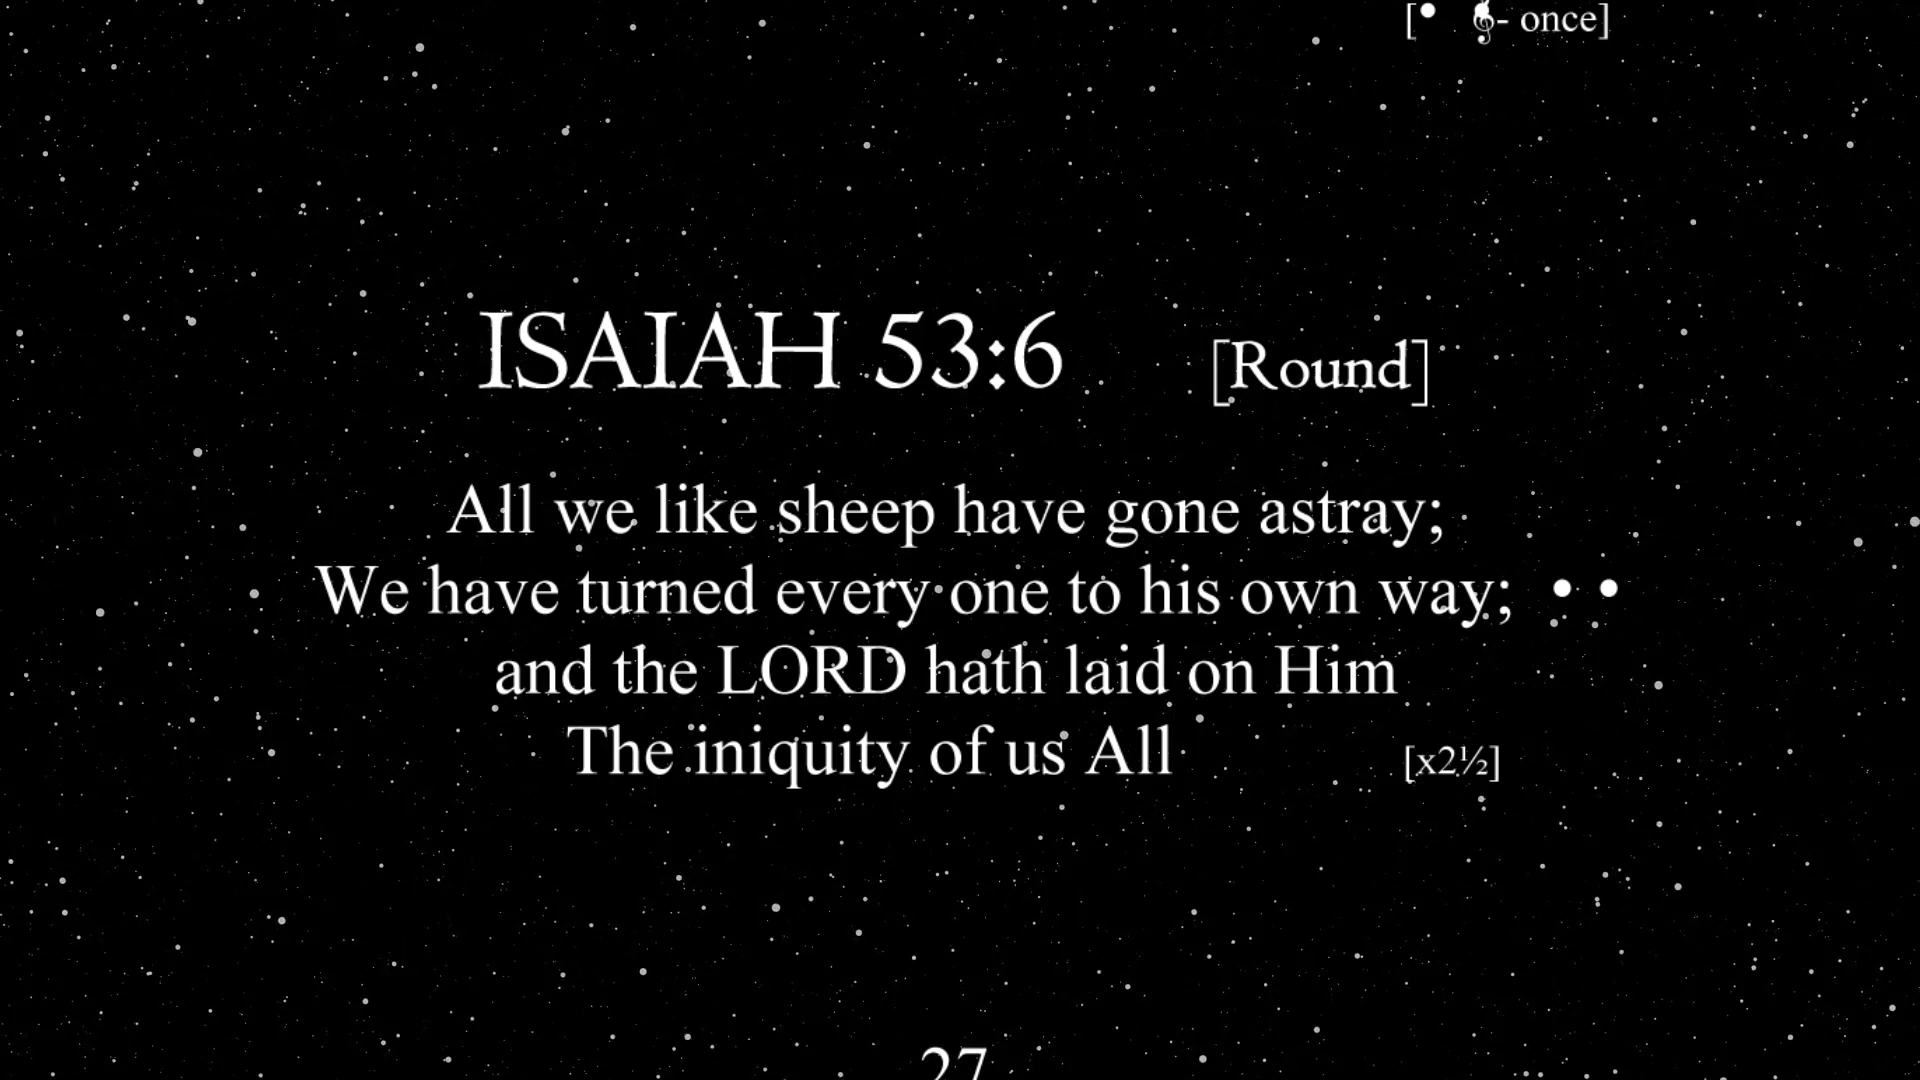 [• 𝄞- once]
ISAIAH 53:6 [Round]
All we like sheep have gone astray;
We have turned every one to his own way; • •
and the LORD hath laid on Him
The iniquity of us All [x2½]
27